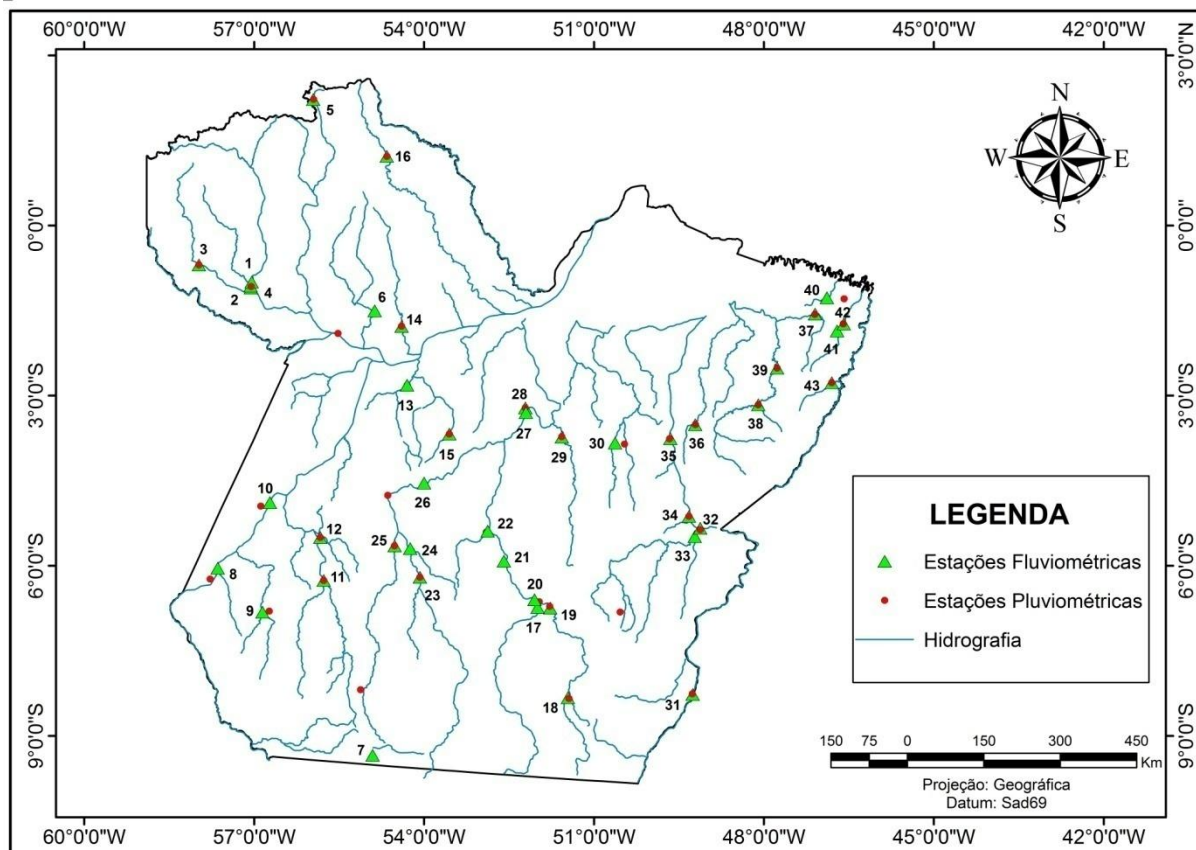 60°0'0"W 57°0'0"W 54°0'0"W 51°0'0"W 48°0'0"W 45°0'0"W 42°0'0"W
3°0'0"N
N
W E
S
5
16
0°0'0"
3
1
2 4
6
14
40
42
37
41
39
43
3°0'0"S 3°0'0"S
13
28
27
38
15
29
30
35
36
10
26
LEGENDA
Estações Fluviométricas
Estações Pluviométricas
Hidrografia
12
22
34
32
25
24
33
6°0'0"S 6°0'0"S
8
11
21
23
20
9
17
19
18
31
9°0'0"S 9°0'0"S
7
150 75 0 150 300 450
Km
Projeção: Geográfica
Datum: Sad69
0°0'0"
60°0'0"W 57°0'0"W 54°0'0"W 51°0'0"W 48°0'0"W 45°0'0"W 42°0'0"W